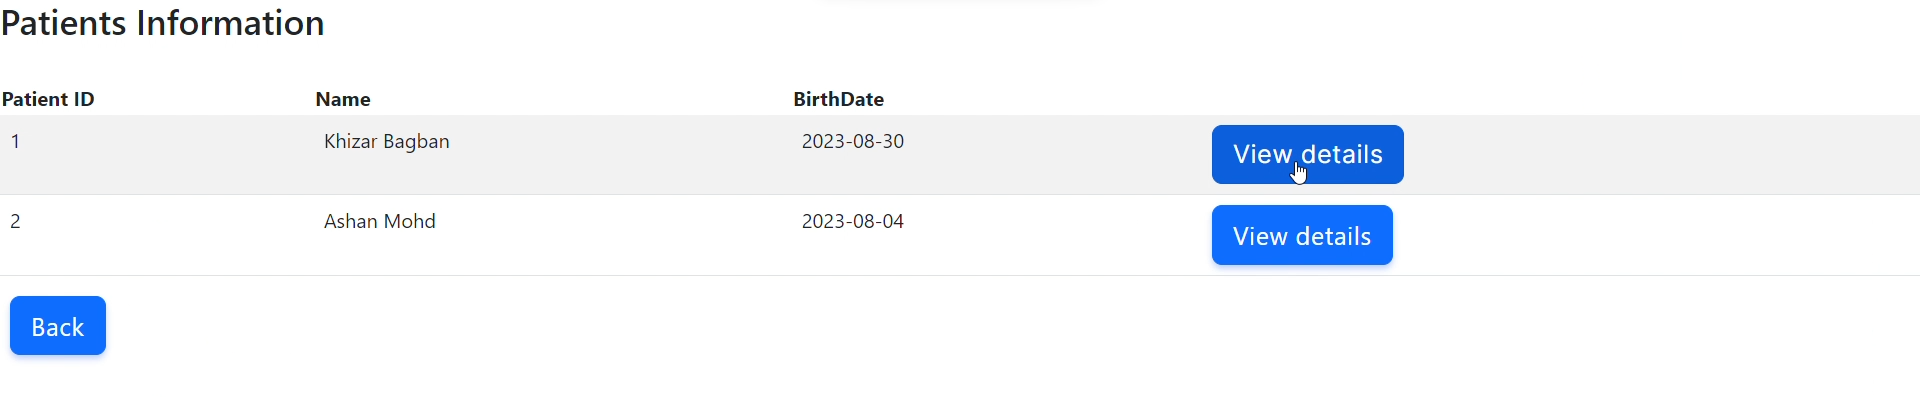 Patients Information
Patient ID Name BirthDate
1 Khizar Bagban 2023-08-30 View details
2 Ashan Mohd 2023-08-04 View details
Back